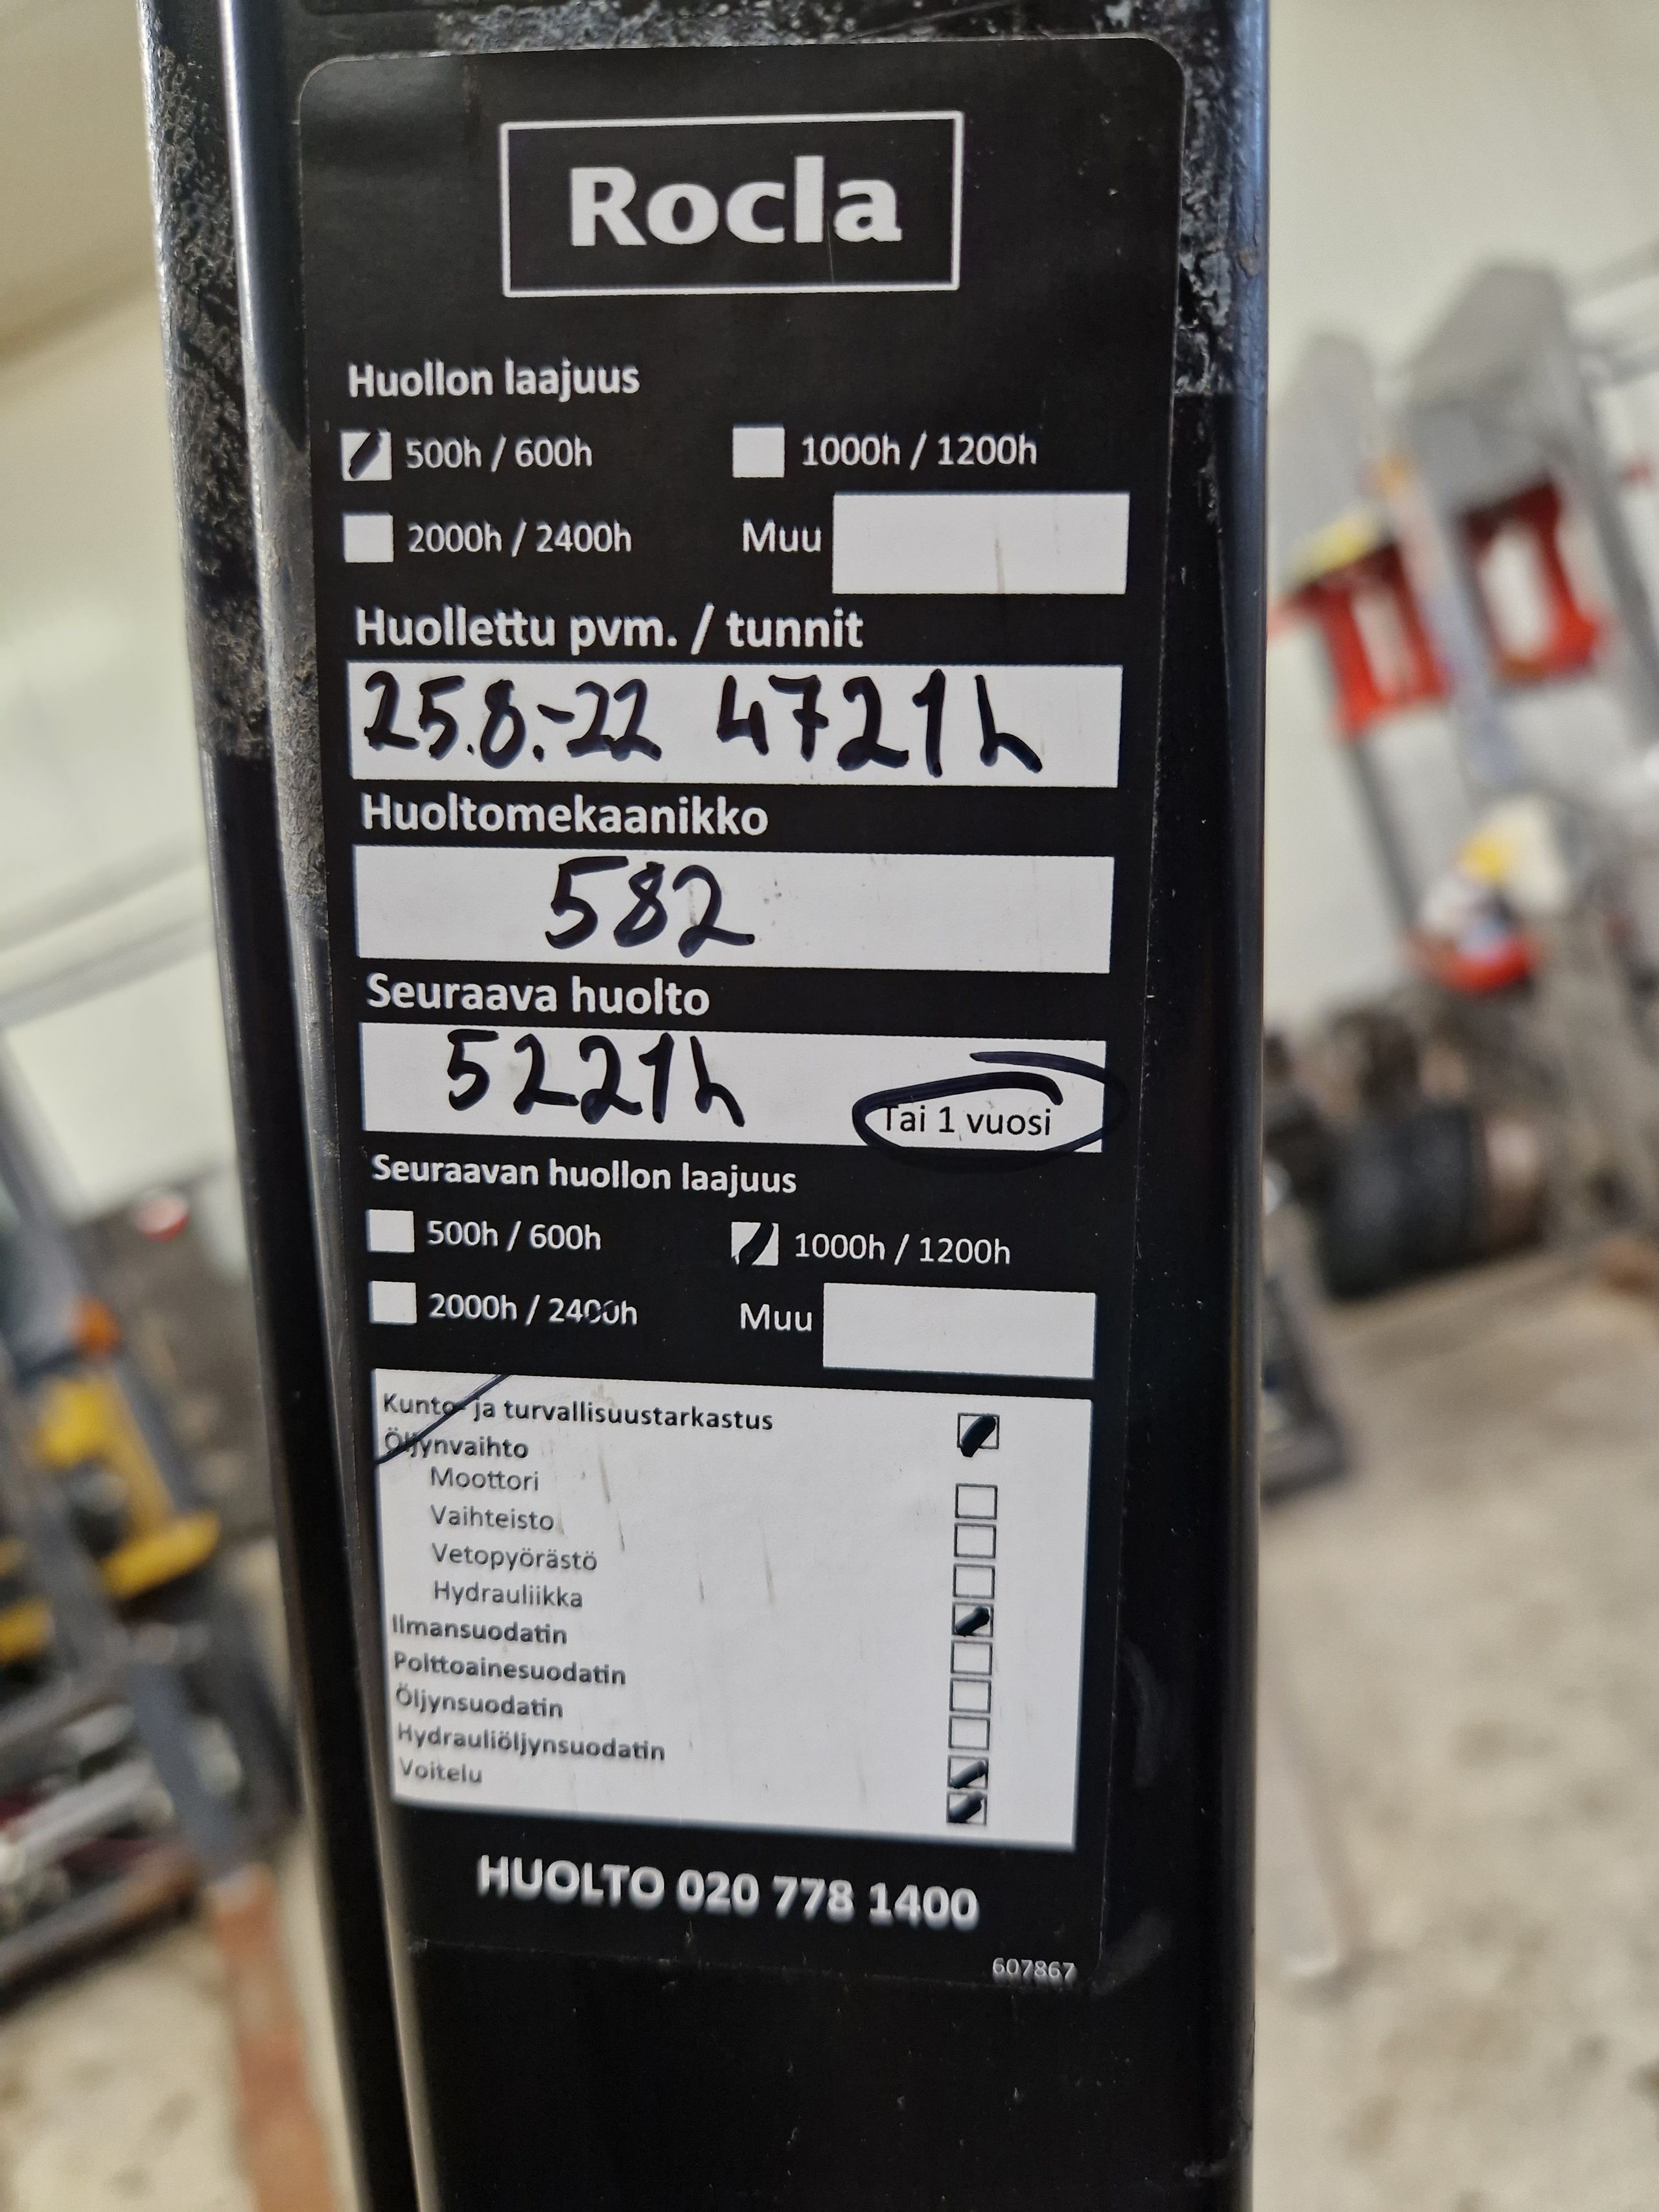 Rocla
Huollon laajuus
500h / 600h 1000h / 1200h
2000h / 2400h Muu
Huollettu pvm. / tunnit
25.8.-22 4721h
Huoltomekaanikko
582
Seuraava huolto
5221h Tai 1 vuosi
Seuraavan huollon laajuus
500h / 600h 1000h / 1200h
2000h / 2400h Muu
Kunto- ja turvallisuustarkastus
Öljynvaihto
Moottori
Vaihteisto
Vetopyörästö
Hydrauliikka
Ilmansuodatin
Polttoainesuodatin
Öljynsuodatin
Hydrauliöljynsuodatin
Voitelu
HUOLTO 020 778 1400
607867